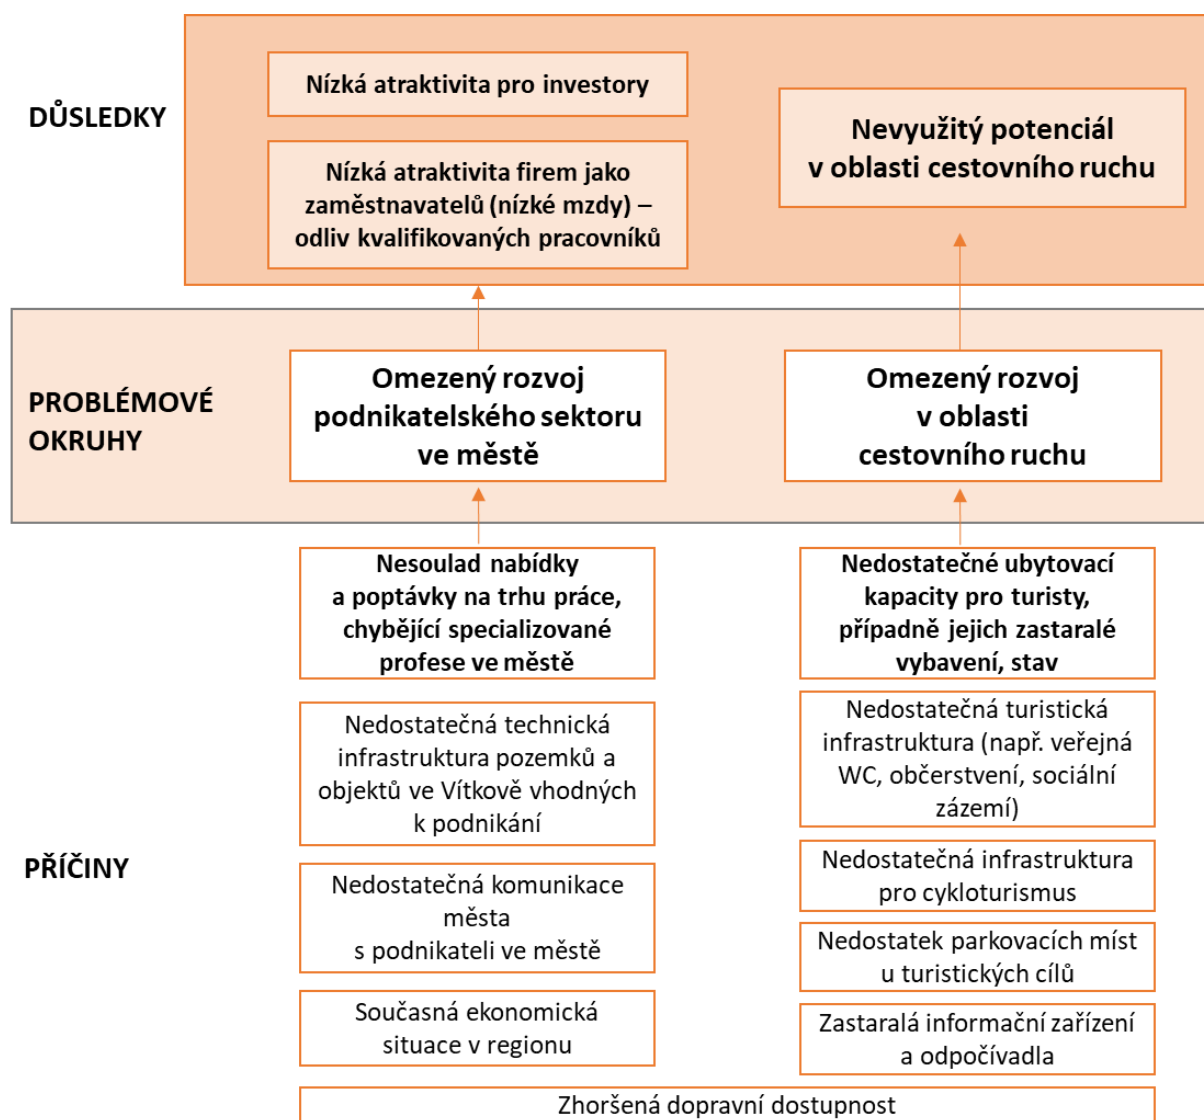 DŮSLEDKY
Nízká atraktivita pro investory
Nízká atraktivita firem jako
zaměstnavatelů (nízké mzdy) –
odliv kvalifikovaných pracovníků
Nevyužitý potenciál
v oblasti cestovního ruchu
PROBLÉMOVÉ
OKRUHY
Omezený rozvoj
podnikatelského sektoru
ve městě
Omezený rozvoj
v oblasti
cestovního ruchu
PŘÍČINY
Nesoulad nabídky
a poptávky na trhu práce,
chybějící specializované
profese ve městě
Nedostatečná technická
infrastruktura pozemků a
objektů ve Vítkově vhodných
k podnikání
Nedostatečná komunikace
města
s podnikateli ve městě
Současná ekonomická
situace v regionu
Nedostatečné ubytovací
kapacity pro turisty,
případně jejich zastaralé
vybavení, stav
Nedostatečná turistická
infrastruktura (např. veřejná
WC, občerstvení, sociální
zázemí)
Nedostatečná infrastruktura
pro cykloturismus
Nedostatek parkovacích míst
u turistických cílů
Zastaralá informační zařízení
a odpočívadla
Zhoršená dopravní dostupnost